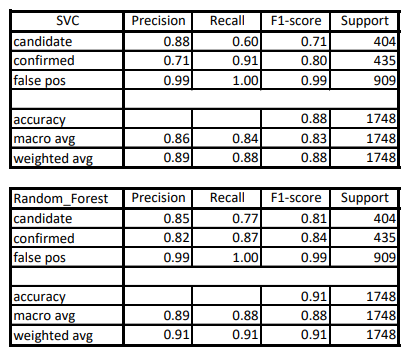 SVC Precision Recall F1-score Support
candidate 0.88 0.60 0.71 404
confirmed 0.71 0.91 0.80 435
false pos 0.99 1.00 0.99 909
accuracy 0.88 1748
macro avg 0.86 0.84 0.83 1748
weighted avg 0.89 0.88 0.88 1748
Random_Forest Precision Recall F1-score Support
candidate 0.85 0.77 0.81 404
confirmed 0.82 0.87 0.84 435
false pos 0.99 1.00 0.99 909
accuracy 0.91 1748
macro avg 0.89 0.88 0.88 1748
weighted avg 0.91 0.91 0.91 1748